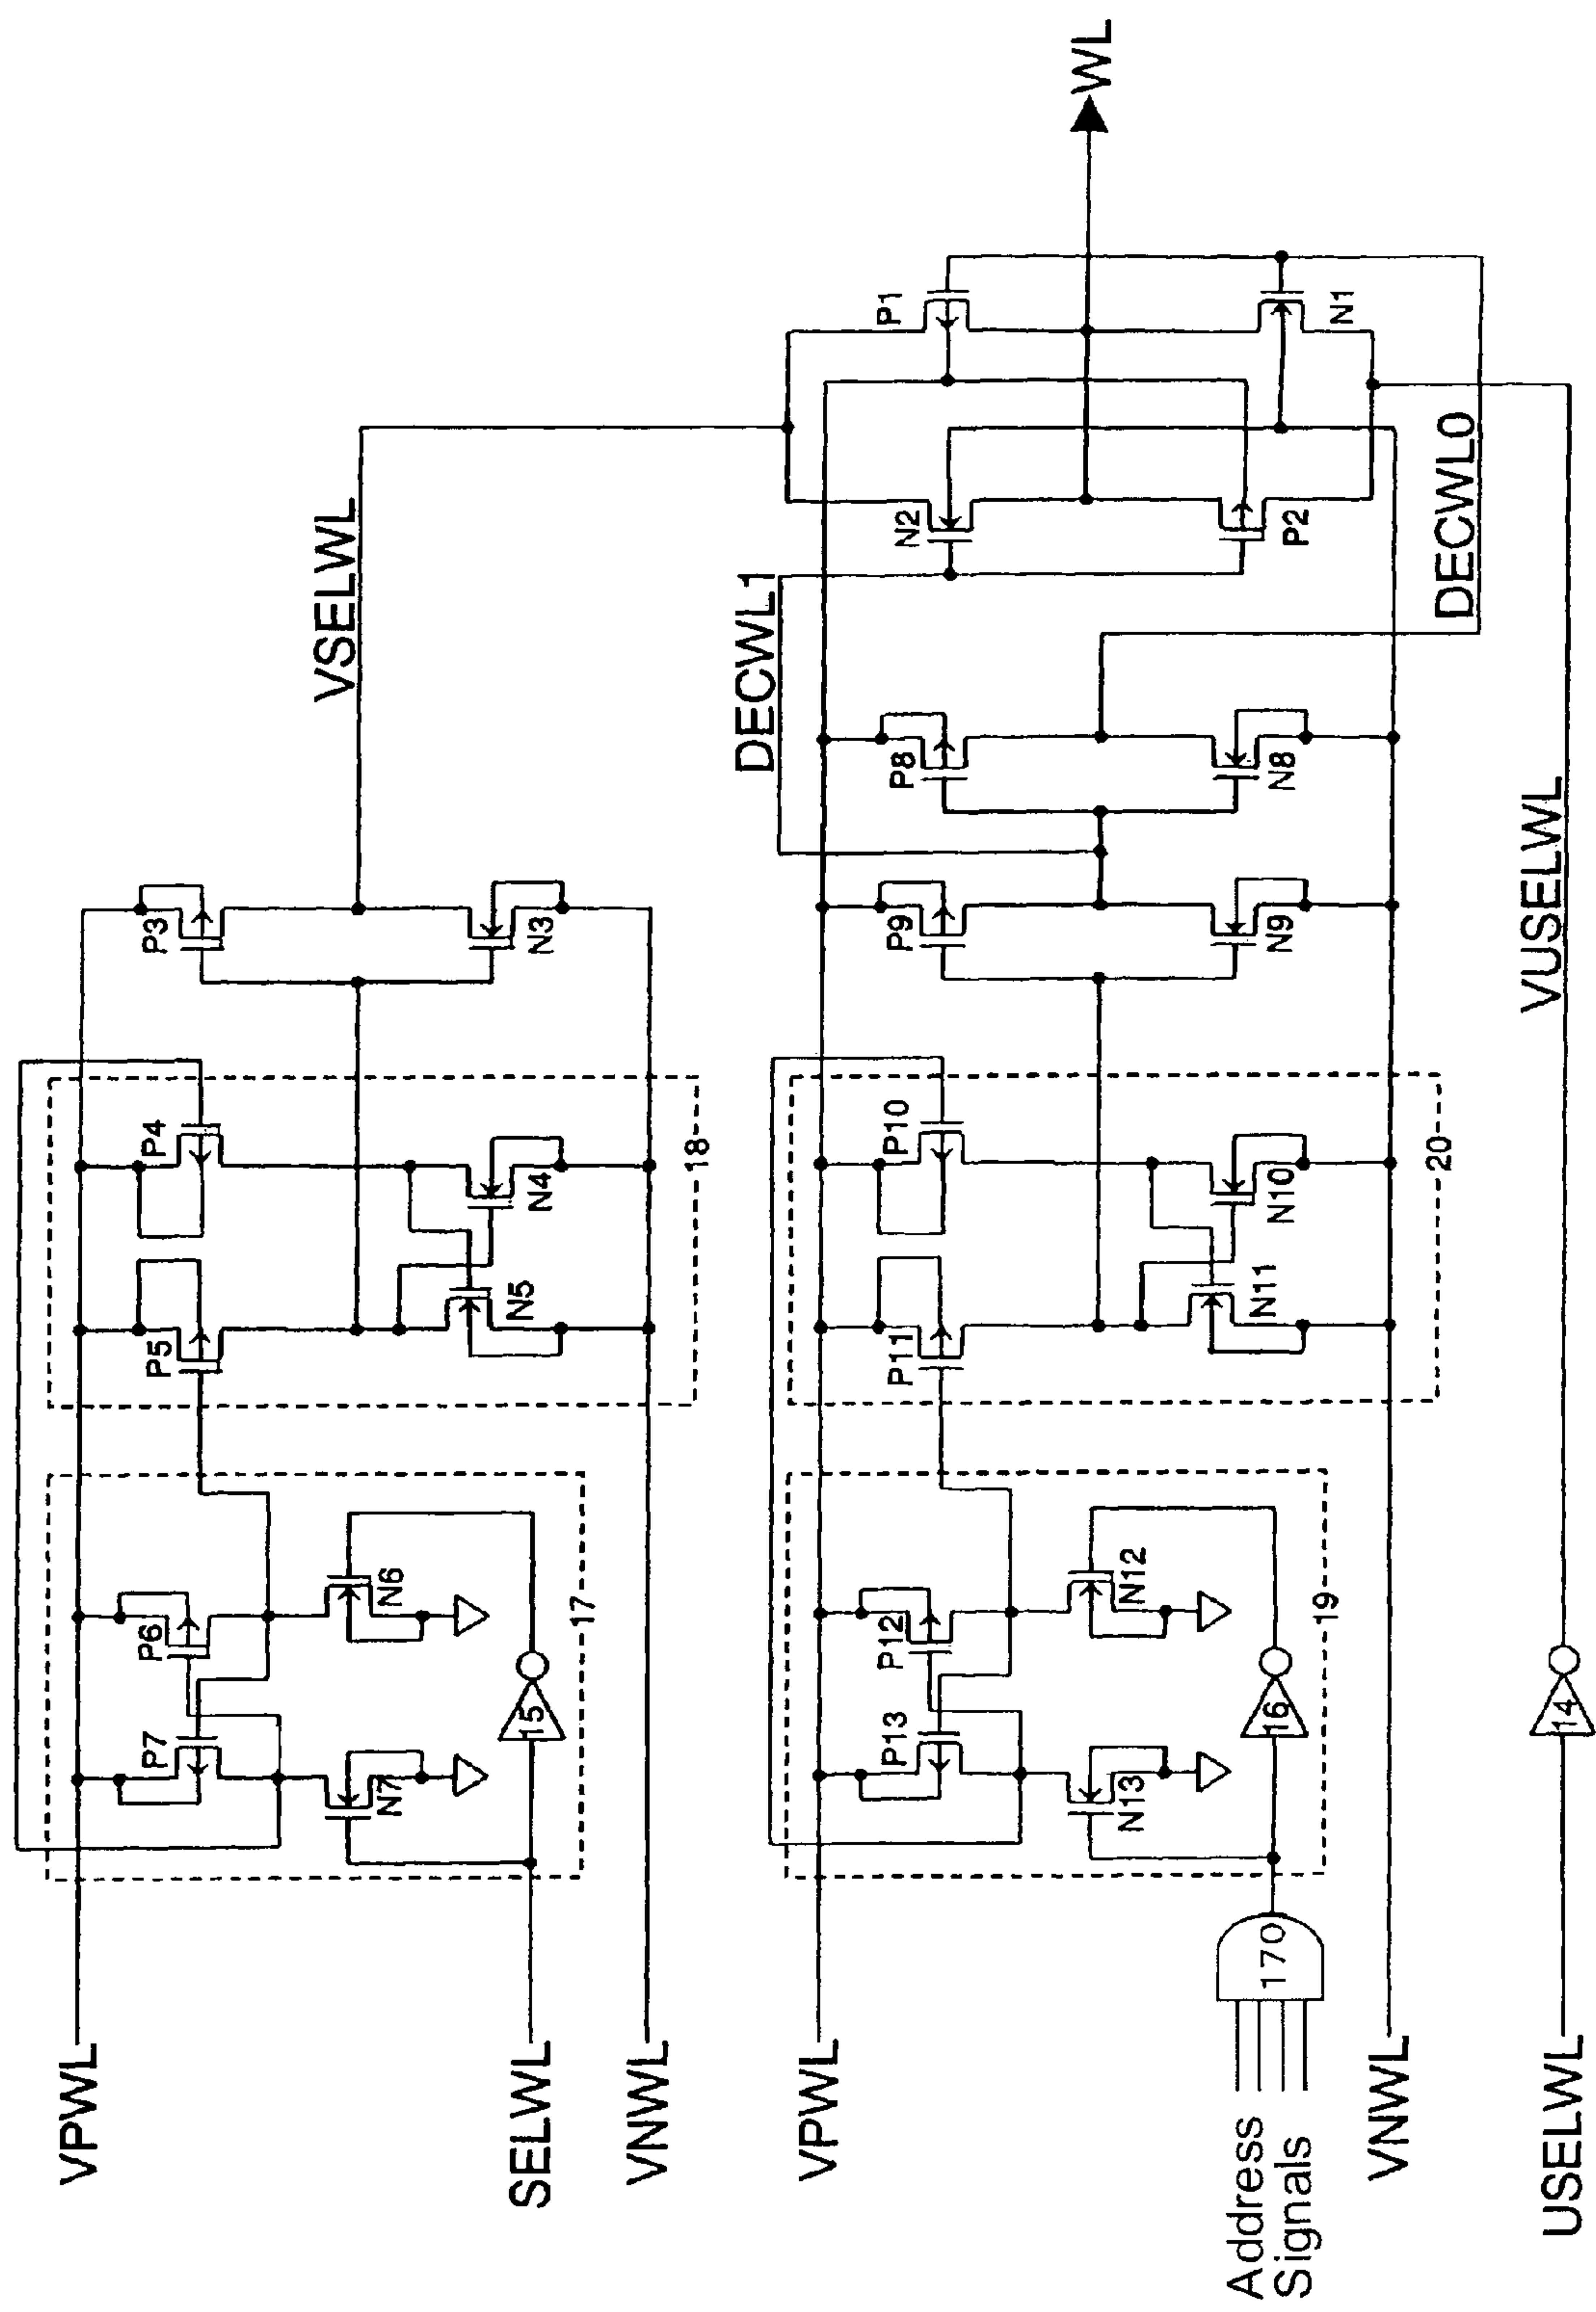 VPWL
SELWL
VNWL
P7
N7
P6
N6
15
17
P5
N5
P4
N4
18
P3
N3
VSELWL
VPWL
Address
Signals
VNWL
170
P13
N13
P12
N12
16
19
P11
N11
P10
N10
20
P9
N9
P8
N8
DECWL1
N2
P2
P1
N1
DECWL0
WL
USELWL
14
VUSELWL